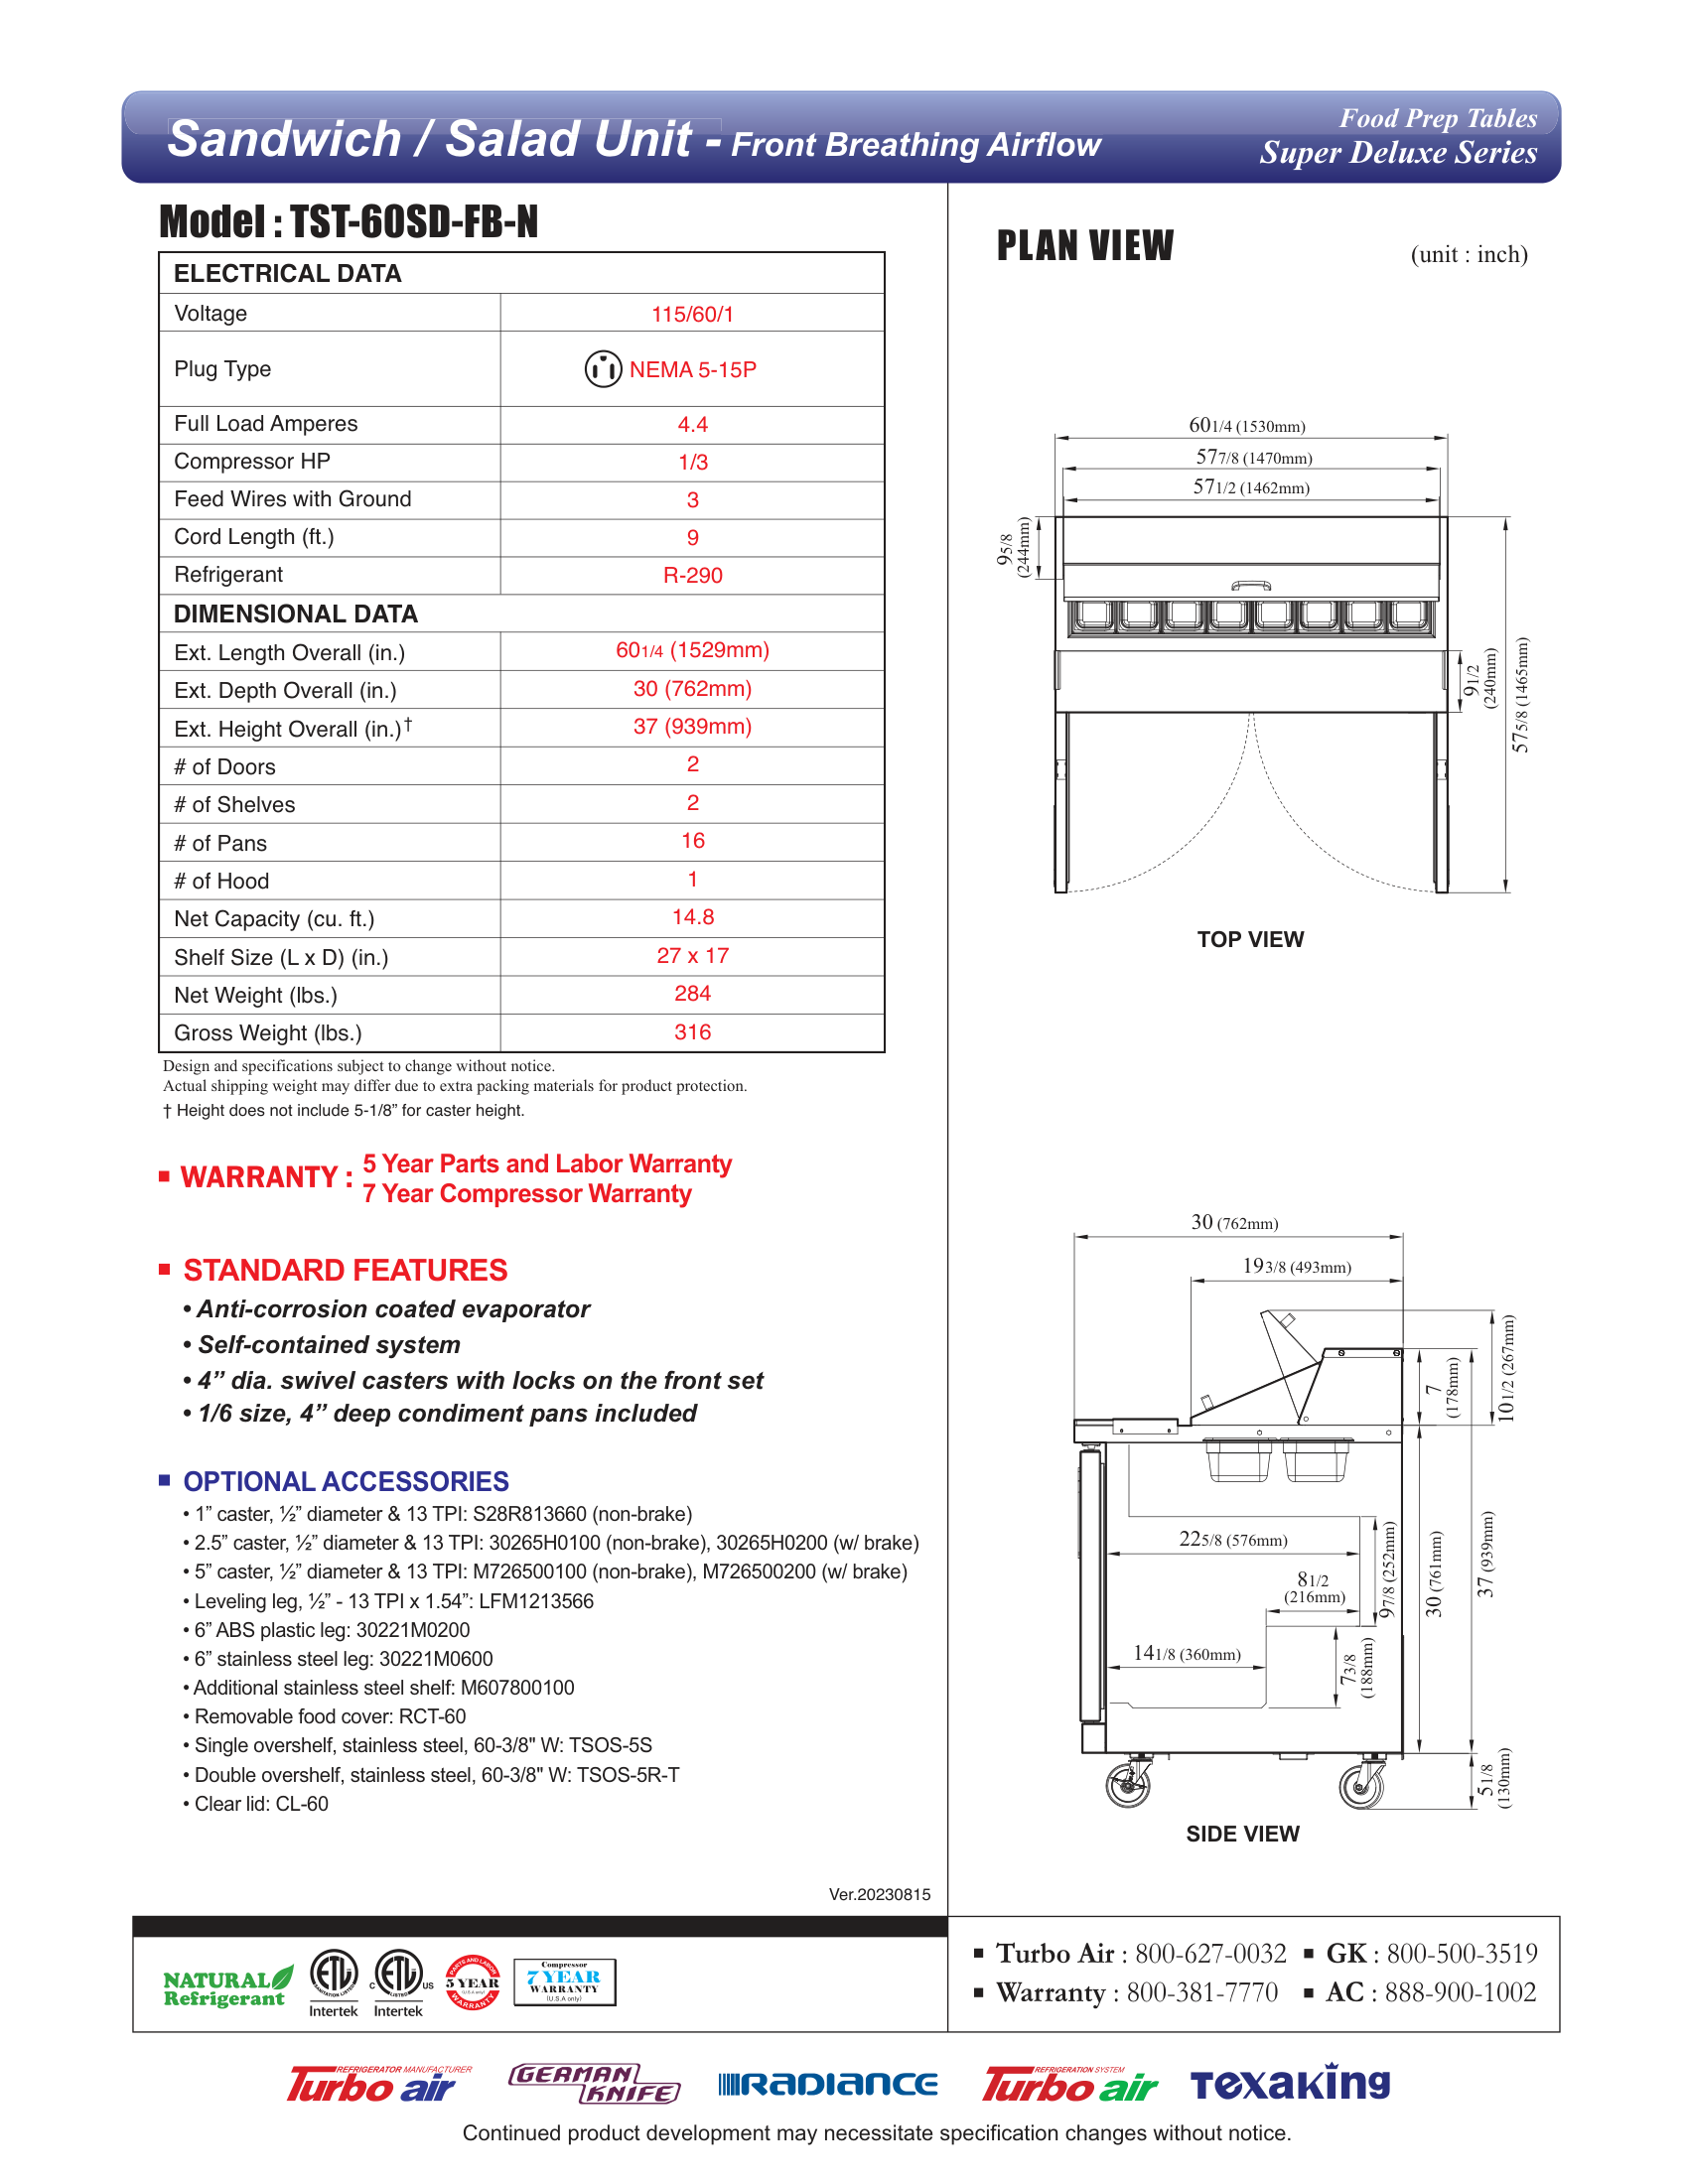 Sandwich / Salad Unit - Front Breathing Airflow
Food Prep Tables
Super Deluxe Series
Model : TST-60SD-FB-N
ELECTRICAL DATA
Voltage 115/60/1
Plug Type NEMA 5-15P
Full Load Amperes 4.4
Compressor HP 1/3
Feed Wires with Ground 3
Cord Length (ft.) 9
Refrigerant R-290
DIMENSIONAL DATA
Ext. Length Overall (in.) 60 1/4 (1529mm)
Ext. Depth Overall (in.) 30 (762mm)
Ext. Height Overall (in.)† 37 (939mm)
# of Doors 2
# of Shelves 2
# of Pans 16
# of Hood 1
Net Capacity (cu. ft.) 14.8
Shelf Size (L x D) (in.) 27 x 17
Net Weight (lbs.) 284
Gross Weight (lbs.) 316
Design and specifications subject to change without notice.
Actual shipping weight may differ due to extra packing materials for product protection.
† Height does not include 5-1/8” for caster height.
WARRANTY : 5 Year Parts and Labor Warranty
7 Year Compressor Warranty
STANDARD FEATURES
• Anti-corrosion coated evaporator
• Self-contained system
• 4” dia. swivel casters with locks on the front set
• 1/6 size, 4” deep condiment pans included
OPTIONAL ACCESSORIES
• 1” caster, ½” diameter & 13 TPI: S28R813660 (non-brake)
• 2.5” caster, ½” diameter & 13 TPI: 30265H0100 (non-brake), 30265H0200 (w/ brake)
• 5” caster, ½” diameter & 13 TPI: M726500100 (non-brake), M726500200 (w/ brake)
• Leveling leg, ½” - 13 TPI x 1.54”: LFM1213566
• 6” ABS plastic leg: 30221M0200
• 6” stainless steel leg: 30221M0600
• Additional stainless steel shelf: M607800100
• Removable food cover: RCT-60
• Single overshelf, stainless steel, 60-3/8" W: TSOS-5S
• Double overshelf, stainless steel, 60-3/8" W: TSOS-5R-T
• Clear lid: CL-60
Ver.20230815
PLAN VIEW
(unit : inch)
60 1/4 (1530mm)
57 7/8 (1470mm)
57 1/2 (1462mm)
9 5/8
(244mm)
9 1/2
(240mm)
57 5/8 (1465mm)
TOP VIEW
30 (762mm)
19 3/8 (493mm)
7
(178mm)
10 1/2 (267mm)
22 5/8 (576mm)
8 1/2
(216mm)
9 7/8 (252mm)
30 (761mm)
37 (939mm)
14 1/8 (360mm)
7 3/8
(188mm)
5 1/8
(130mm)
SIDE VIEW
NATURAL
Refrigerant
ETL
SANITATION LISTED
Intertek
C ETL US
LISTED
Intertek
PARTS AND LABOR
5 YEAR
(U.S.A only)
WARRANTY
Compressor
7 YEAR
WARRANTY
(U.S.A only)
Turbo Air : 800-627-0032
GK : 800-500-3519
Warranty : 800-381-7770
AC : 888-900-1002
REFRIGERATOR MANUFACTURER
Turbo air
GERMAN
KNIFE
RADIANCE
REFRIGERATION SYSTEM
Turbo air
Texaking
Continued product development may necessitate specification changes without notice.